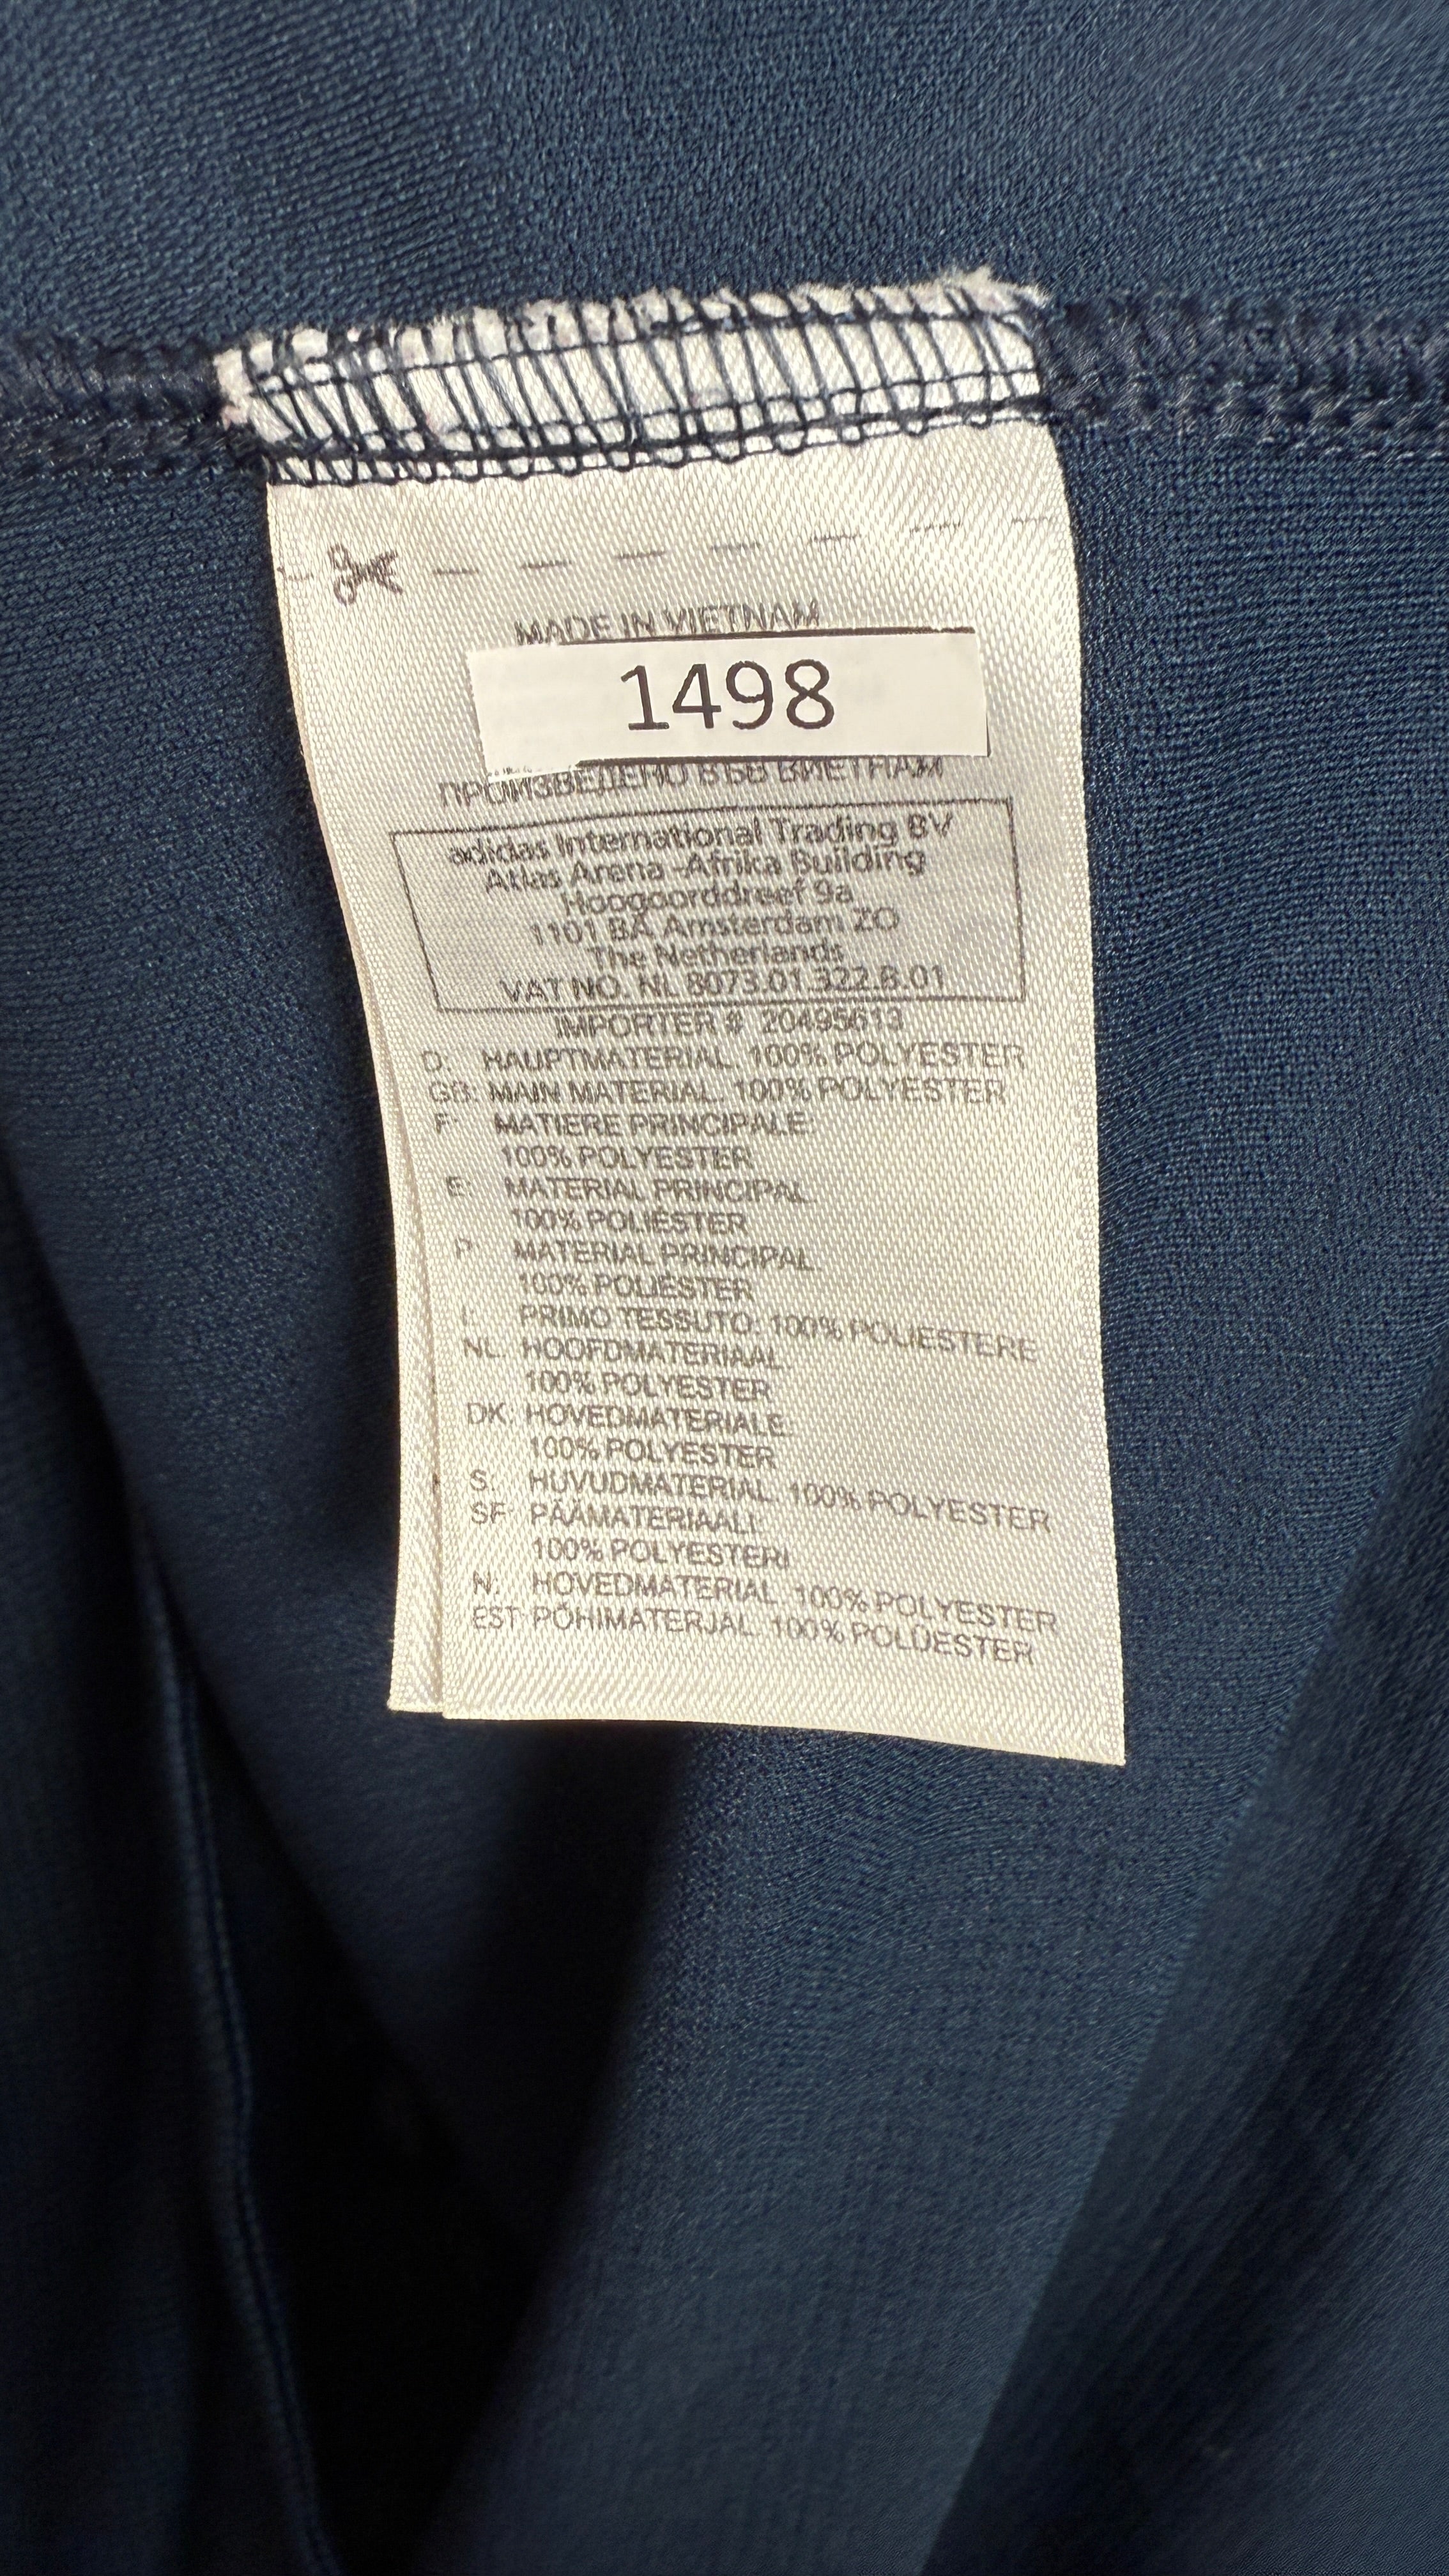 MADE IN VIETNAM
1498
ПРОИЗВЕДЕНО ВЪВ ВИЕТНАМ
adidas International Trading BV
Atlas Arena -Afrika Building
Hoogoorddreef 9a
1101 BA Amsterdam ZO
The Netherlands
VAT NO. NL 8073.01.322.B.01
IMPORTER # 20495613
D: HAUPTMATERIAL: 100% POLYESTER
GB: MAIN MATERIAL: 100% POLYESTER
F: MATIERE PRINCIPALE:
100% POLYESTER
E: MATERIAL PRINCIPAL
100% POLIÉSTER
P: MATERIAL PRINCIPAL
100% POLIÉSTER
I: PRIMO TESSUTO: 100% POLIESTERE
NL: HOOFDMATERIAAL:
100% POLYESTER
DK: HOVEDMATERIALE:
100% POLYESTER
S: HUVUDMATERIAL: 100% POLYESTER
SF: PÄÄMATERIAALI:
100% POLYESTERI
N: HOVEDMATERIAL: 100% POLYESTER
EST: PÕHIMATERJAL: 100% POLÜESTER